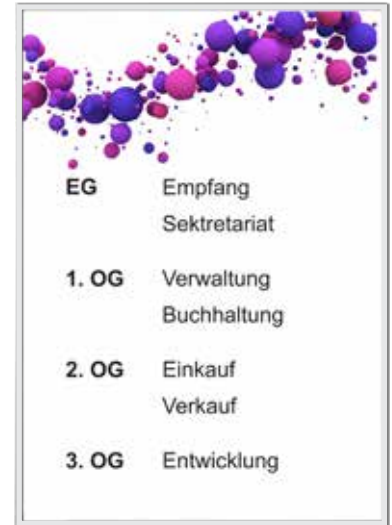 EG Empfang
Sektretariat
1. OG Verwaltung
Buchhaltung
2. OG Einkauf
Verkauf
3. OG Entwicklung